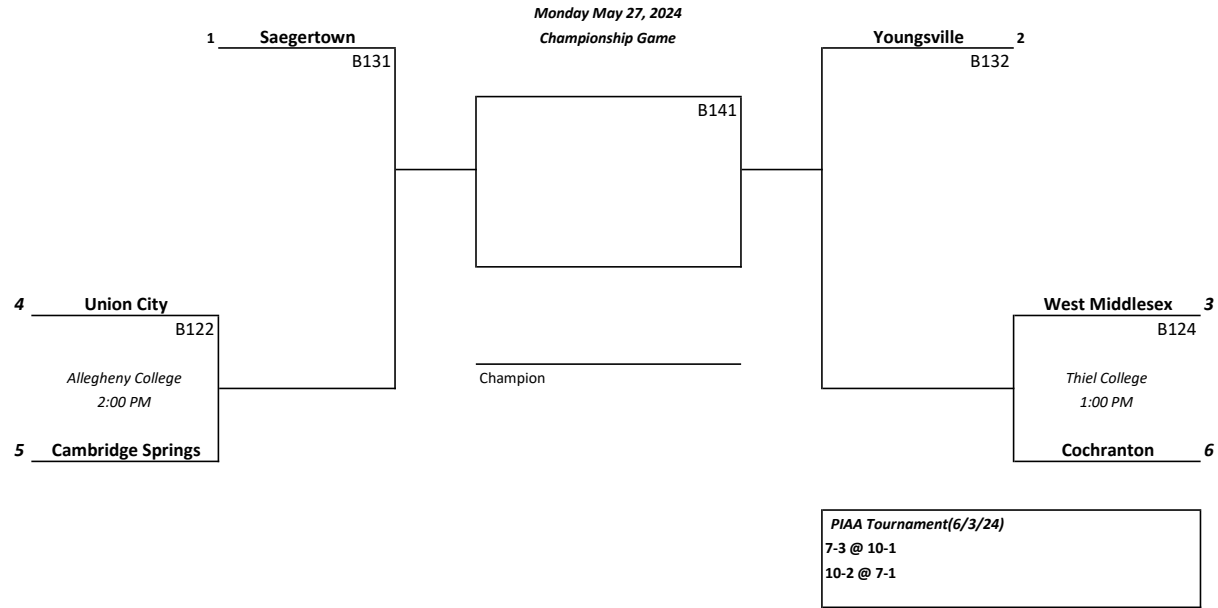 Monday May 27, 2024
Championship Game
1 Saegertown
B131
Youngsville 2
B132
B141
4 Union City
B122
Allegheny College
2:00 PM
5 Cambridge Springs
Champion
West Middlesex 3
B124
Thiel College
1:00 PM
Cochranton 6
PIAA Tournament(6/3/24)
7-3 @ 10-1
10-2 @ 7-1